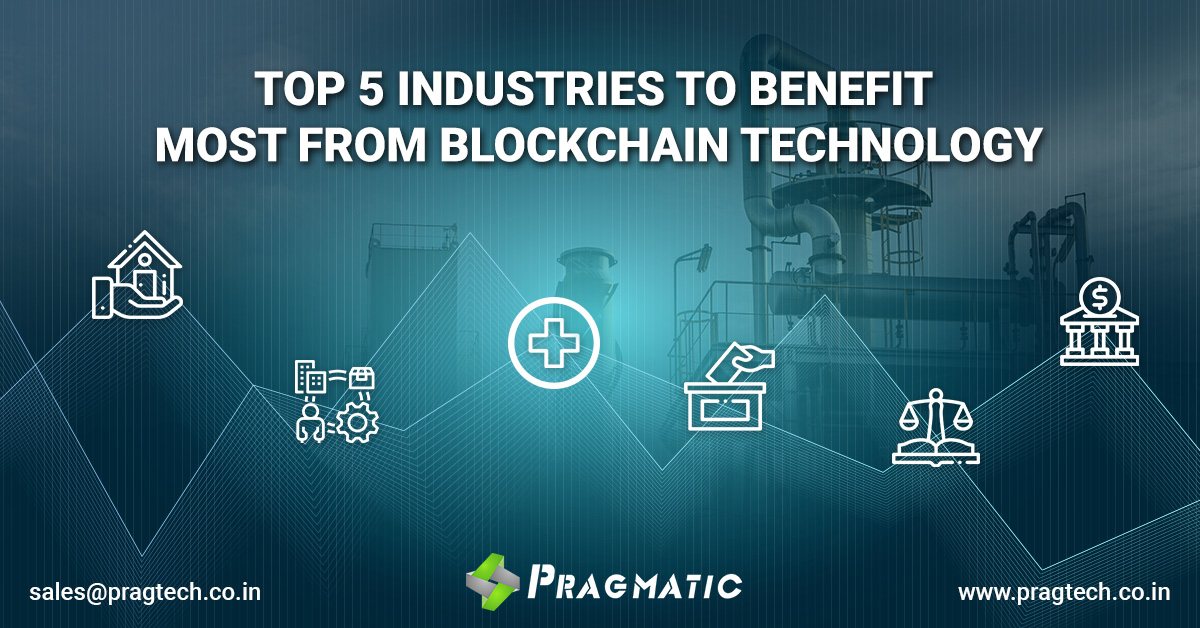 TOP 5 INDUSTRIES TO BENEFIT
MOST FROM BLOCKCHAIN TECHNOLOGY
sales@pragtech.co.in
PRAGMATIC
www.pragtech.co.in